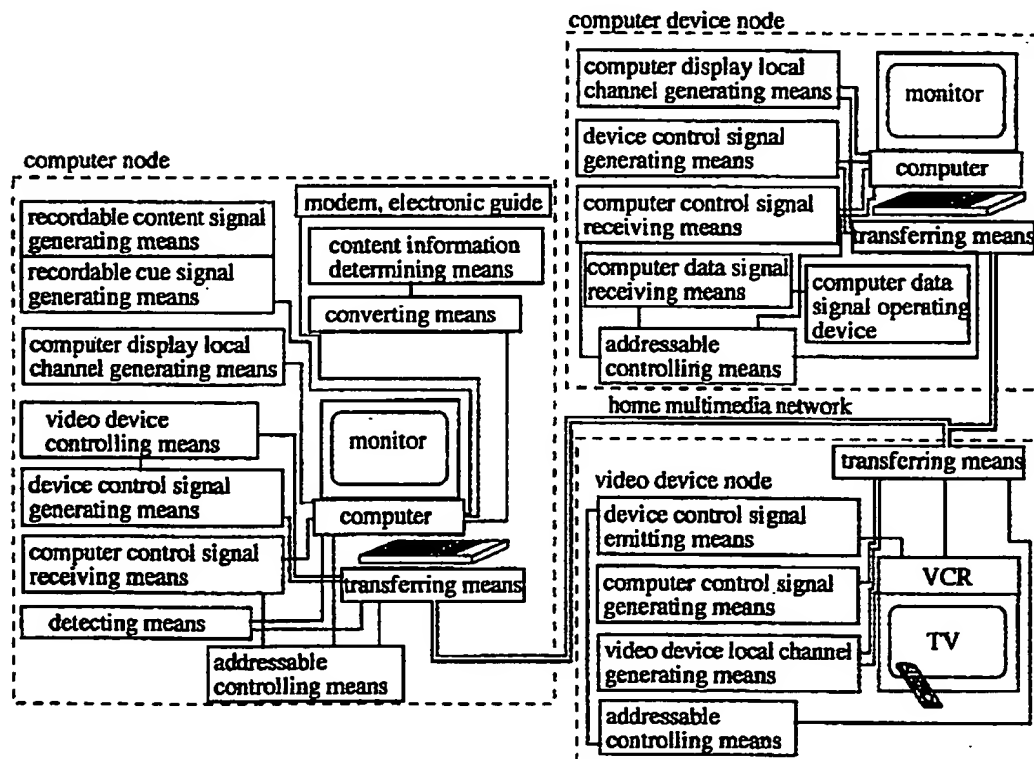 computer device node
computer display local
channel generating means
monitor
device control signal
generating means
computer
computer control signal
receiving means
transferring means
computer data signal
receiving means
computer data
signal operating
device
addressable
controlling means
computer node
modem, electronic guide
recordable content signal
generating means
content information
determining means
recordable cue signal
generating means
converting means
computer display local
channel generating means
video device
controlling means
monitor
device control signal
generating means
computer
computer control signal
receiving means
transferring means
detecting means
addressable
controlling means
home multimedia network
transferring means
video device node
device control signal
emitting means
VCR
computer control signal
generating means
TV
video device local channel
generating means
addressable
controlling means